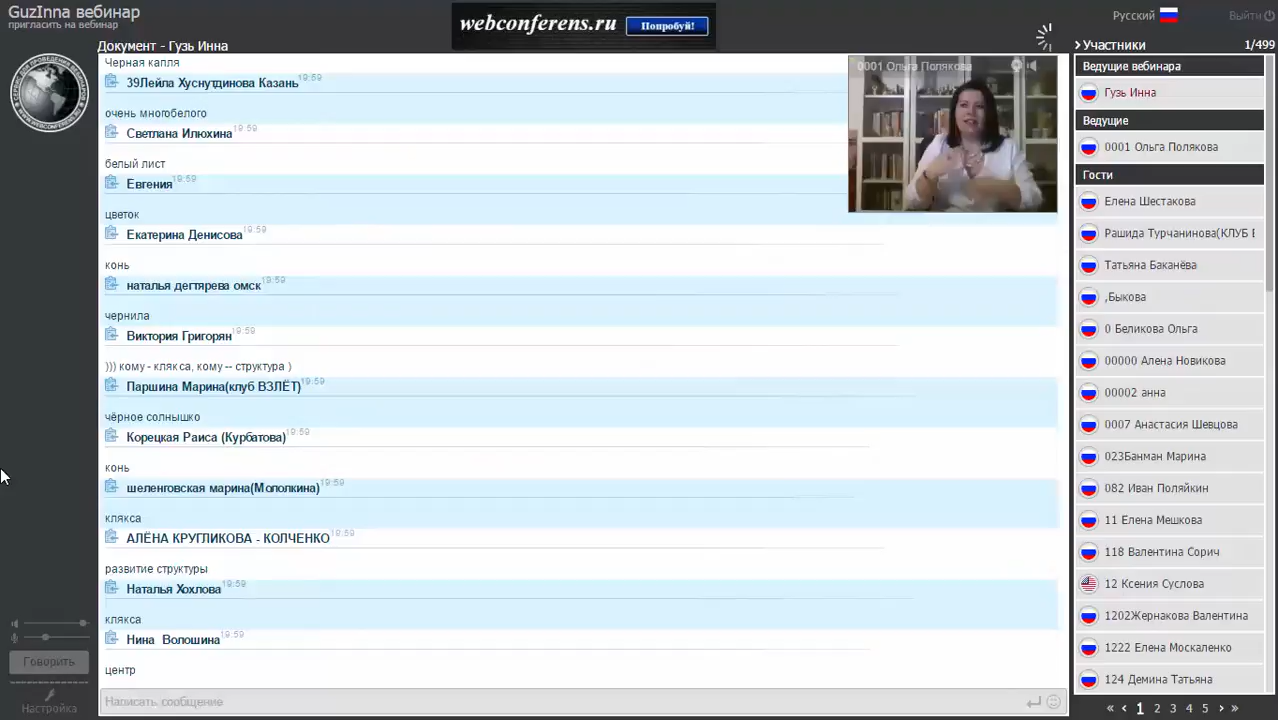 GuzInna вебинар
пригласить на вебинар
webconferens.ru Попробуй!
Русский
Выйти
Документ - Гузь Инна
Черная капля
39Лейла Хуснутдинова Казань 19:59
очень многобелого
Светлана Илюхина 19:59
белый лист
Евгения 19:59
цветок
Екатерина Денисова 19:59
конь
наталья дегтярева омск 19:59
чернила
Виктория Григорян 19:59
))) кому - клякса, кому -- структура )
Паршина Марина(клуб ВЗЛЁТ) 19:59
чёрное солнышко
Корецкая Раиса (Курбатова) 19:59
конь
шеленговская марина(Мололкина) 19:59
клякса
АЛЁНА КРУГЛИКОВА - КОЛЧЕНКО 19:59
развитие структуры
Наталья Хохлова 19:59
клякса
Нина Волошина 19:59
центр
Написать сообщение
0001 Ольга Полякова
Говорить
Настройка
Участники 1/499
Ведущие вебинара
Гузь Инна
Ведущие
0001 Ольга Полякова
Гости
Елена Шестакова
Рашида Турчанинова(КЛУБ Е
Татьяна Баканёва
,Быкова
0 Беликова Ольга
00000 Алена Новикова
00002 анна
0007 Анастасия Шевцова
023Банман Марина
082 Иван Поляйкин
11 Елена Мешкова
118 Валентина Сорич
12 Ксения Суслова
1202Жернакова Валентина
1222 Елена Москаленко
124 Демина Татьяна
« ‹ 1 2 3 4 5 › »